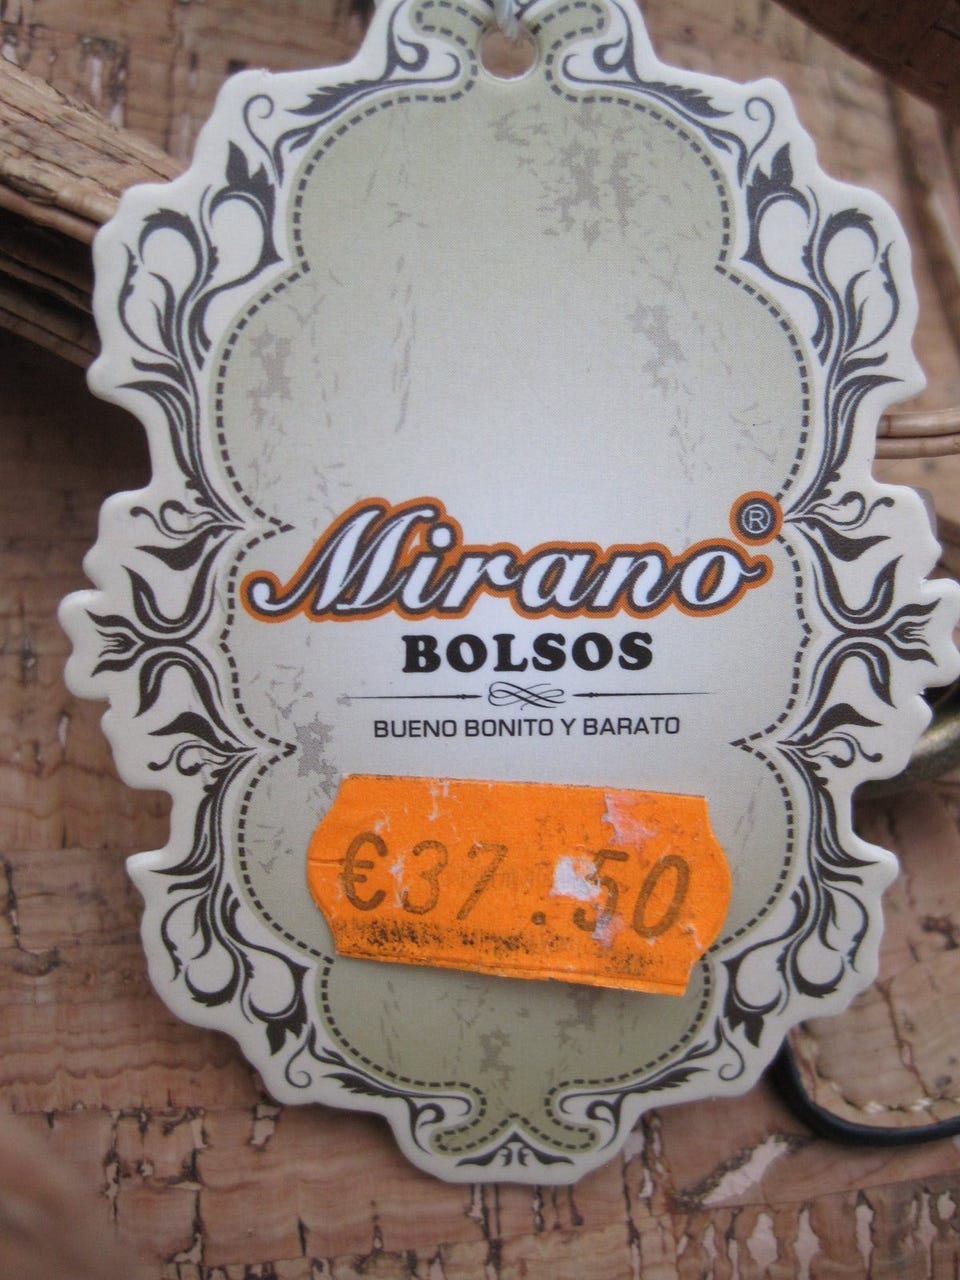 Mirano®
BOLSOS
BUENO BONITO Y BARATO
€37.50